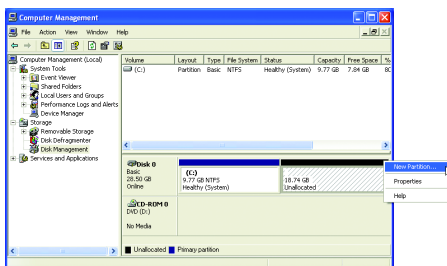 Computer Management
File Action View Window Help
Computer Management (Local)
System Tools
Event Viewer
Shared Folders
Local Users and Groups
Performance Logs and Alerts
Device Manager
Storage
Removable Storage
Disk Defragmenter
Disk Management
Services and Applications
Volume Layout Type File System Status Capacity Free Space %
(C:) Partition Basic NTFS Healthy (System) 9.77 GB 7.84 GB 80
Disk 0
Basic
28.50 GB
Online
(C:)
9.77 GB NTFS
Healthy (System)
18.74 GB
Unallocated
CD-ROM 0
DVD (D:)
No Media
Unallocated Primary partition
New Partition...
Properties
Help